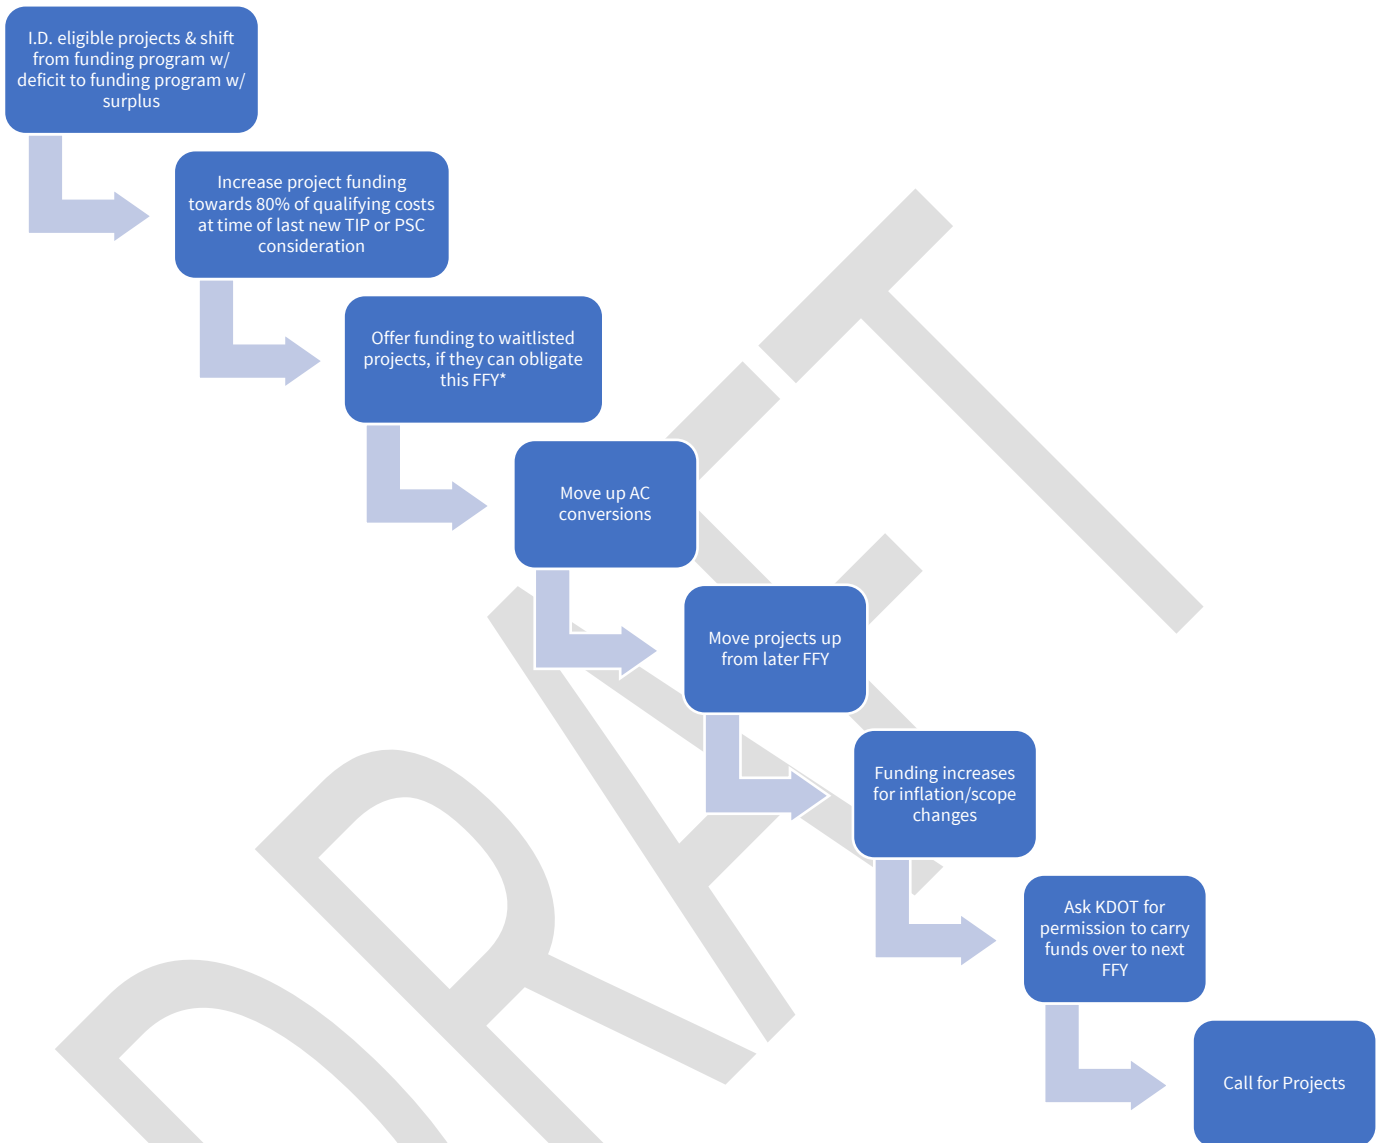 I.D. eligible projects & shift
from funding program w/
deficit to funding program w/
surplus
Increase project funding
towards 80% of qualifying costs
at time of last new TIP or PSC
consideration
Offer funding to waitlisted
projects, if they can obligate
this FFY*
Move up AC
conversions
Move projects up
from later FFY
Funding increases
for inflation/scope
changes
Ask KDOT for
permission to carry
funds over to next
FFY
Call for Projects
DRAFT